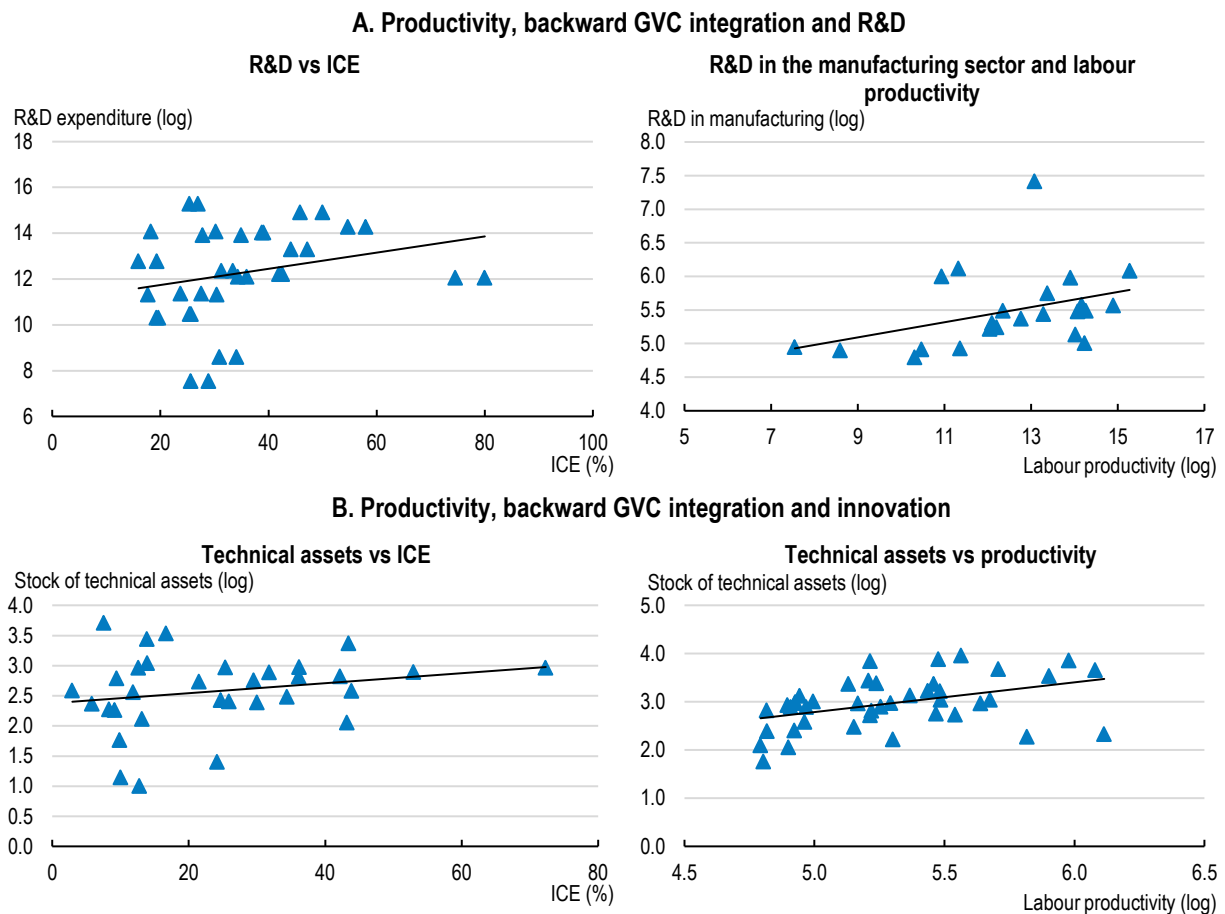 A. Productivity, backward GVC integration and R&D
R&D vs ICE
R&D expenditure (log)
18
16
14
12
10
8
6
0 20 40 60 80 100
ICE (%)
R&D in the manufacturing sector and labour
productivity
R&D in manufacturing (log)
8.0
7.5
7.0
6.5
6.0
5.5
5.0
4.5
4.0
5 7 9 11 13 15 17
Labour productivity (log)
B. Productivity, backward GVC integration and innovation
Technical assets vs ICE
Stock of technical assets (log)
4.0
3.5
3.0
2.5
2.0
1.5
1.0
0.5
0.0
0 20 40 60 80
ICE (%)
Technical assets vs productivity
Stock of technical assets (log)
5.0
4.0
3.0
2.0
1.0
0.0
4.5 5.0 5.5 6.0 6.5
Labour productivity (log)